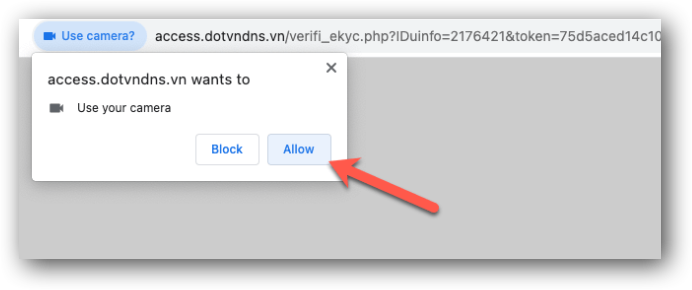 Use camera?
access.dotvndns.vn/verifi_ekyc.php?IDuinfo=2176421&token=75d5aced14c10
access.dotvndns.vn wants to
Use your camera
Block
Allow